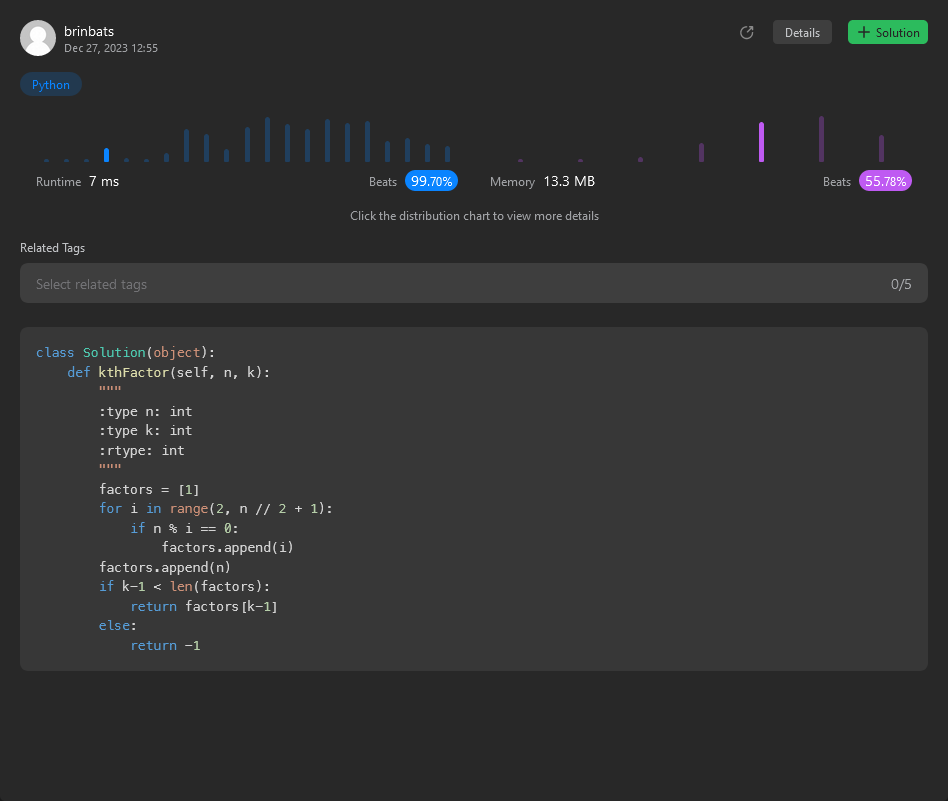 brinbats
Dec 27, 2023 12:55
Details
Solution
Python
Runtime 7 ms
Beats 99.70%
Memory 13.3 MB
Beats 55.78%
Click the distribution chart to view more details
Related Tags
Select related tags 0/5
class Solution(object):
    def kthFactor(self, n, k):
        """
        :type n: int
        :type k: int
        :rtype: int
        """
        factors = [1]
        for i in range(2, n // 2 + 1):
            if n % i == 0:
                factors.append(i)
        factors.append(n)
        if k-1 < len(factors):
            return factors[k-1]
        else:
            return -1